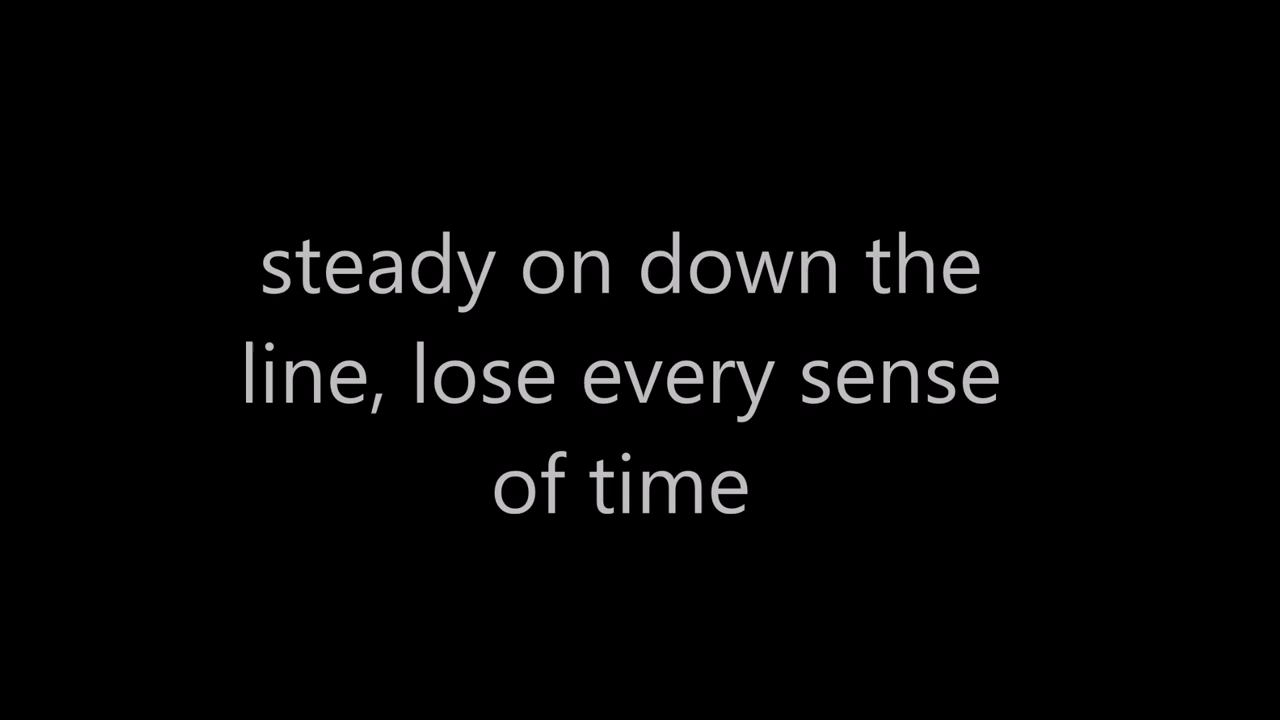 steady on down the
line, lose every sense
of time